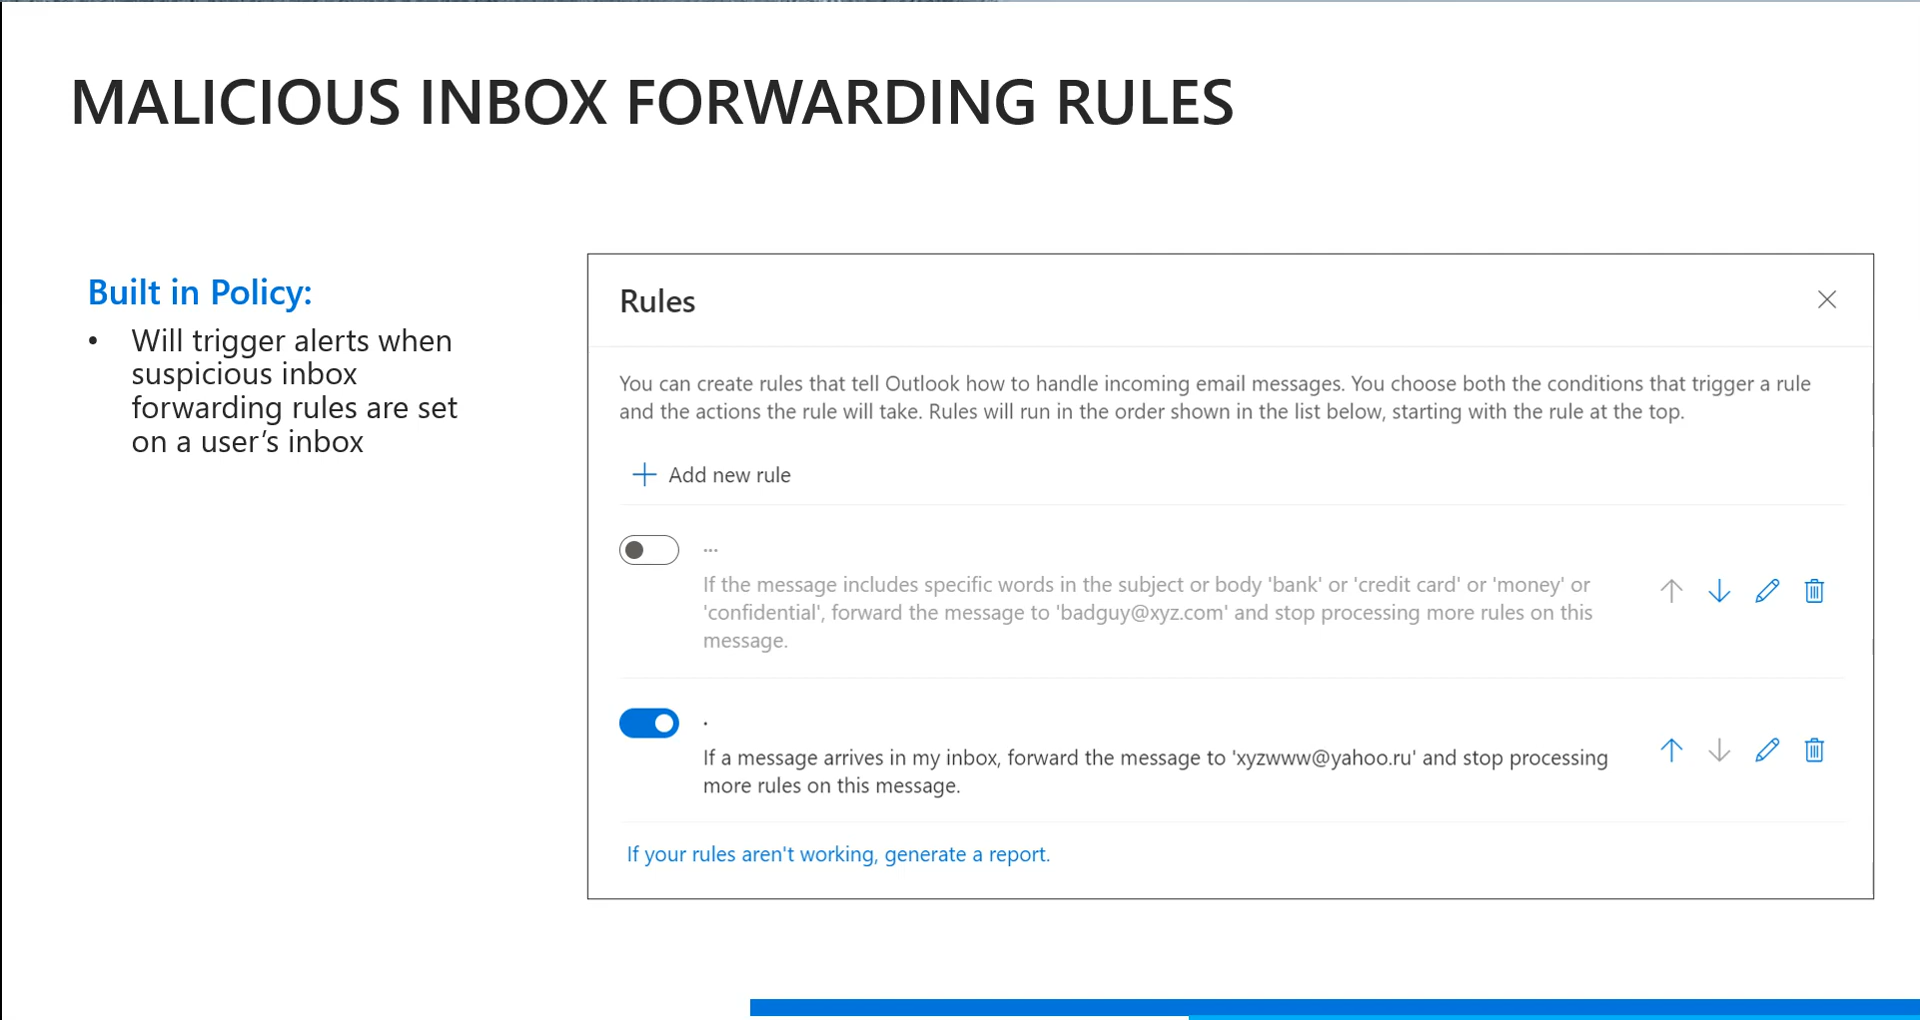 MALICIOUS INBOX FORWARDING RULES
Built in Policy:
• Will trigger alerts when
suspicious inbox
forwarding rules are set
on a user’s inbox
Rules
You can create rules that tell Outlook how to handle incoming email messages. You choose both the conditions that trigger a rule
and the actions the rule will take. Rules will run in the order shown in the list below, starting with the rule at the top.
Add new rule
...
If the message includes specific words in the subject or body 'bank' or 'credit card' or 'money' or
'confidential', forward the message to 'badguy@xyz.com' and stop processing more rules on this
message.
.
If a message arrives in my inbox, forward the message to 'xyzwww@yahoo.ru' and stop processing
more rules on this message.
If your rules aren't working, generate a report.